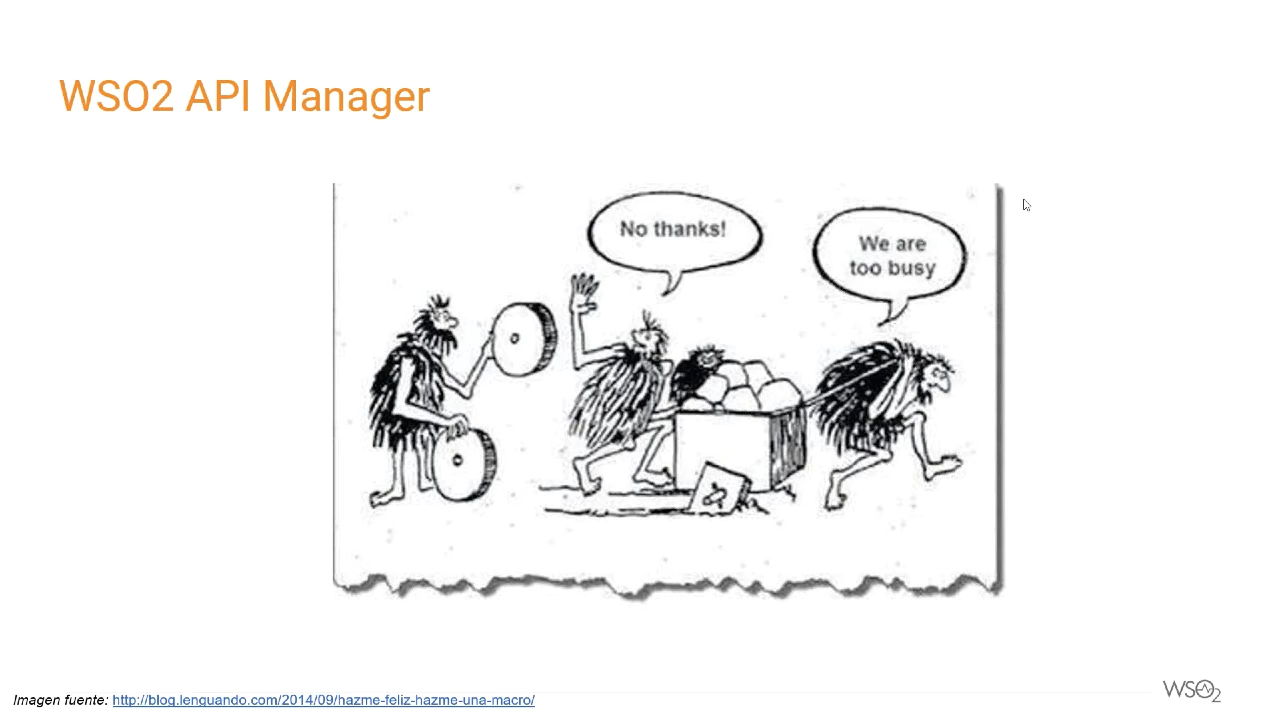 WSO2 API Manager
No thanks!
We are
too busy
Imagen fuente: http://blog.lenguando.com/2014/09/hazme-feliz-hazme-una-macro/
WSO2